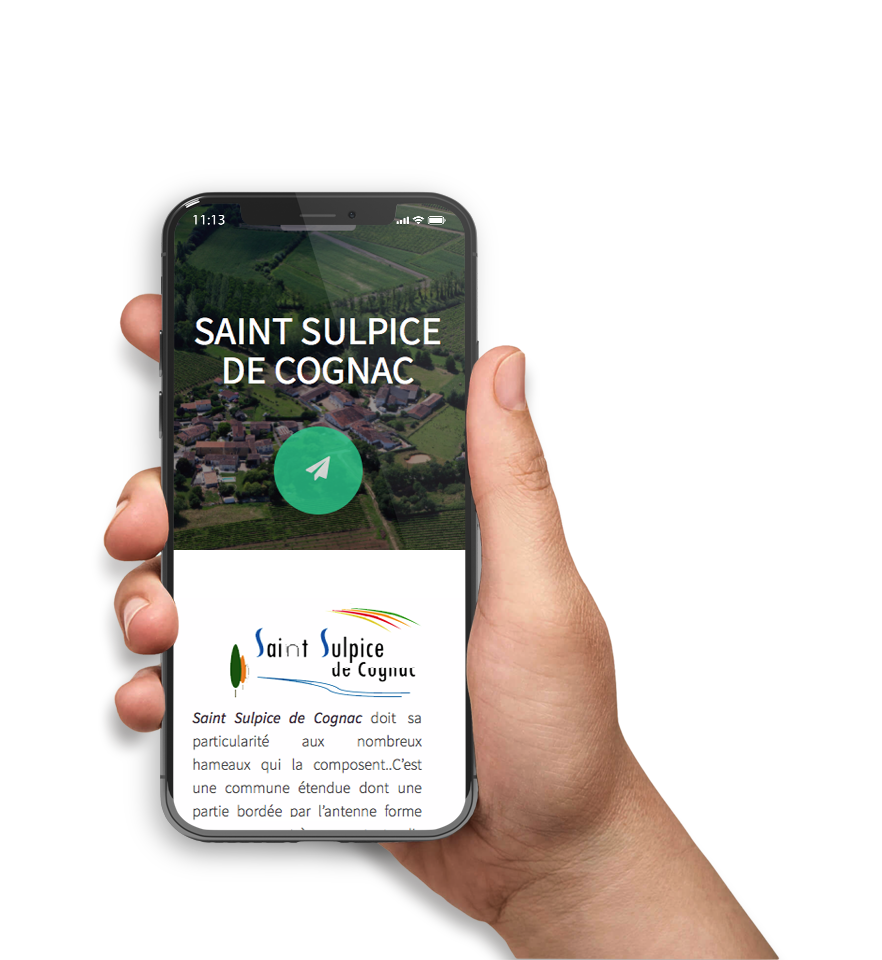 11:13
SAINT SULPICE
DE COGNAC
Saint Sulpice
de Cognac
Saint Sulpice de Cognac doit sa
particularité aux nombreux
hameaux qui la composent..C'est
une commune étendue dont une
partie bordée par l'antenne forme